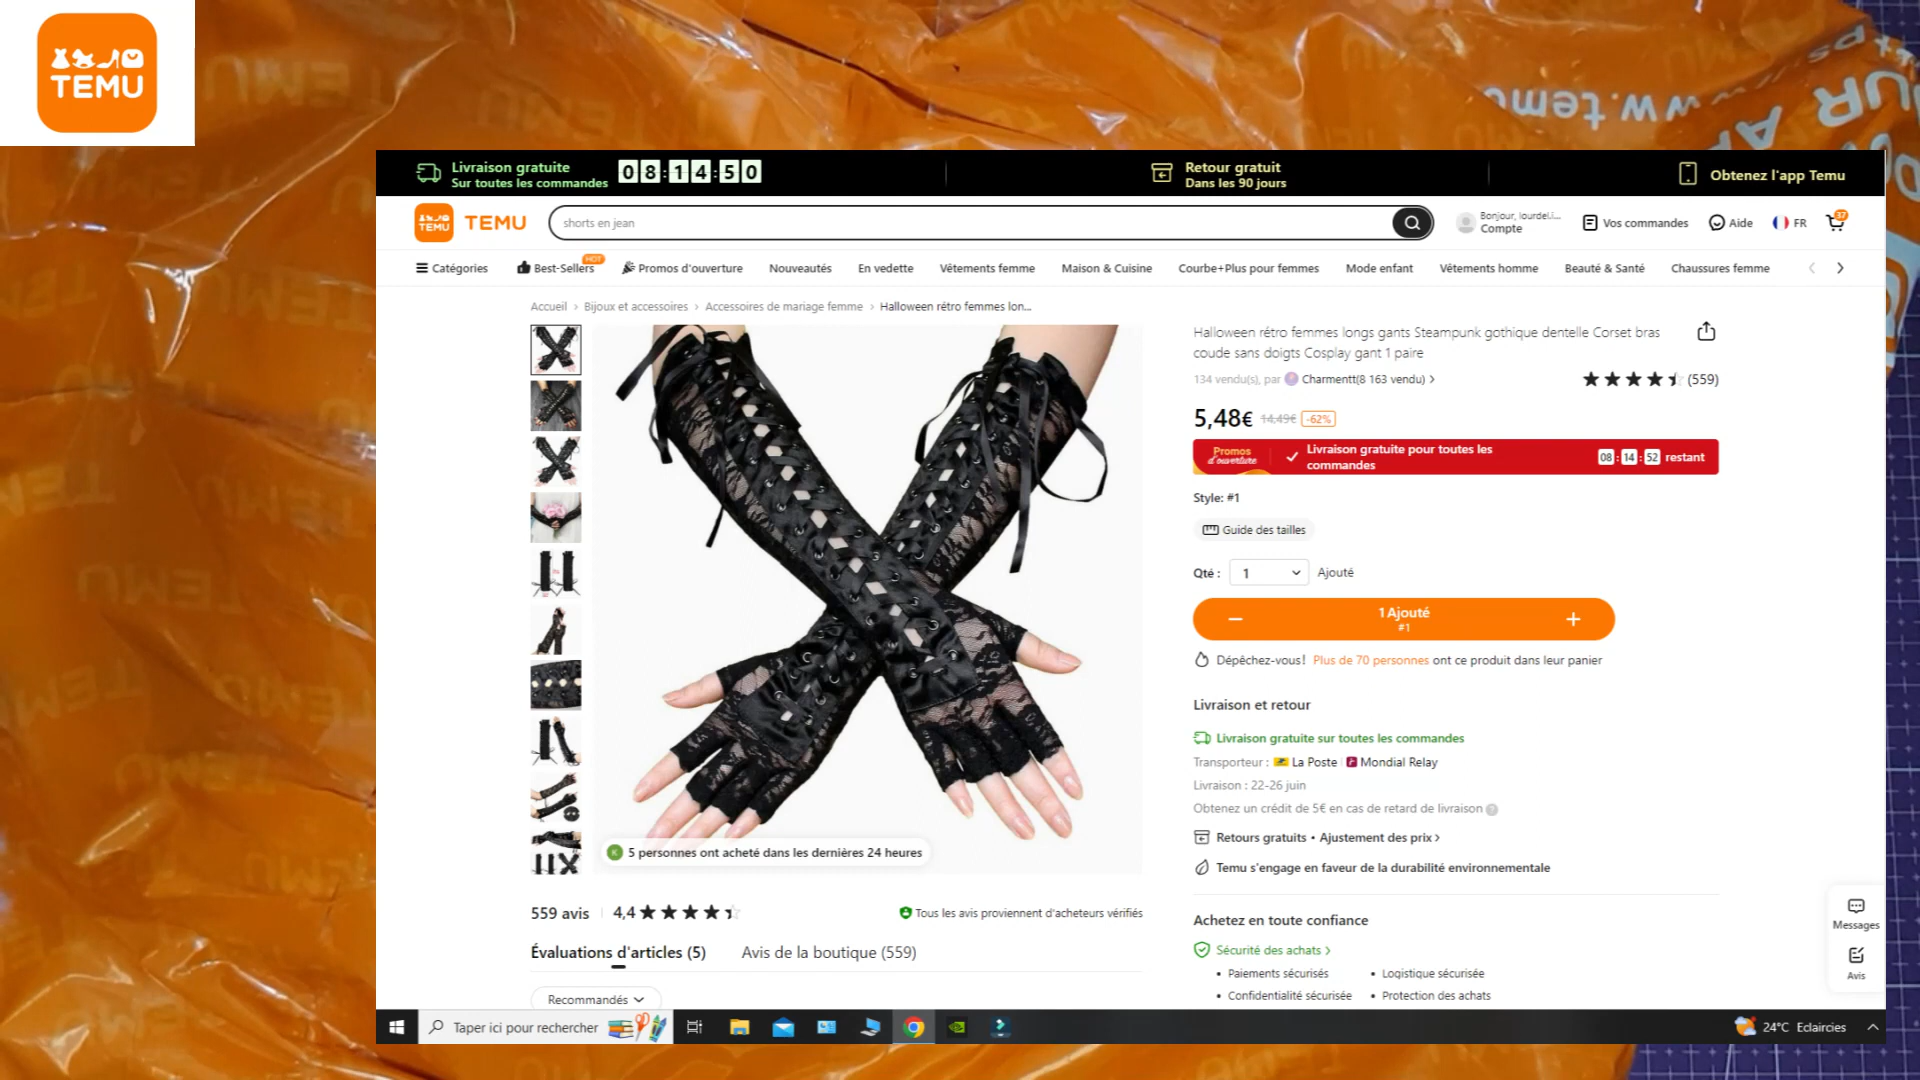 TEMU
www.temu
Livraison gratuite
Sur toutes les commandes
08:14:50
Retour gratuit
Dans les 90 jours
Obtenez l'app Temu
TEMU
TEMU
shorts en jean
Bonjour, lourdel.i...
Compte
Vos commandes
Aide
FR
37
Catégories
Best-Sellers
HOT
Promos d'ouverture
Nouveautés
En vedette
Vêtements femme
Maison & Cuisine
Courbe+Plus pour femmes
Mode enfant
Vêtements homme
Beauté & Santé
Chaussures femme
Accueil > Bijoux et accessoires > Accessoires de mariage femme > Halloween rétro femmes lon...
Halloween rétro femmes longs gants Steampunk gothique dentelle Corset bras
coude sans doigts Cosplay gant 1 paire
134 vendu(s), par Charmentt(8 163 vendu) >
(559)
5,48€ 14,49€ -62%
Promos
d'ouverture
Livraison gratuite pour toutes les
commandes
08:14:52 restant
Style: #1
Guide des tailles
Qté : 1 Ajouté
1 Ajouté
#1
Dépêchez-vous! Plus de 70 personnes ont ce produit dans leur panier
Livraison et retour
Livraison gratuite sur toutes les commandes
Transporteur : La Poste Mondial Relay
Livraison : 22-26 juin
Obtenez un crédit de 5€ en cas de retard de livraison ?
Retours gratuits • Ajustement des prix >
Temu s'engage en faveur de la durabilité environnementale
K 5 personnes ont acheté dans les dernières 24 heures
559 avis 4,4
Tous les avis proviennent d'acheteurs vérifiés
Évaluations d'articles (5)
Avis de la boutique (559)
Recommandés
Achetez en toute confiance
Sécurité des achats >
• Paiements sécurisés
• Logistique sécurisée
• Confidentialité sécurisée
• Protection des achats
Messages
Avis
Taper ici pour rechercher
24°C Eclaircies